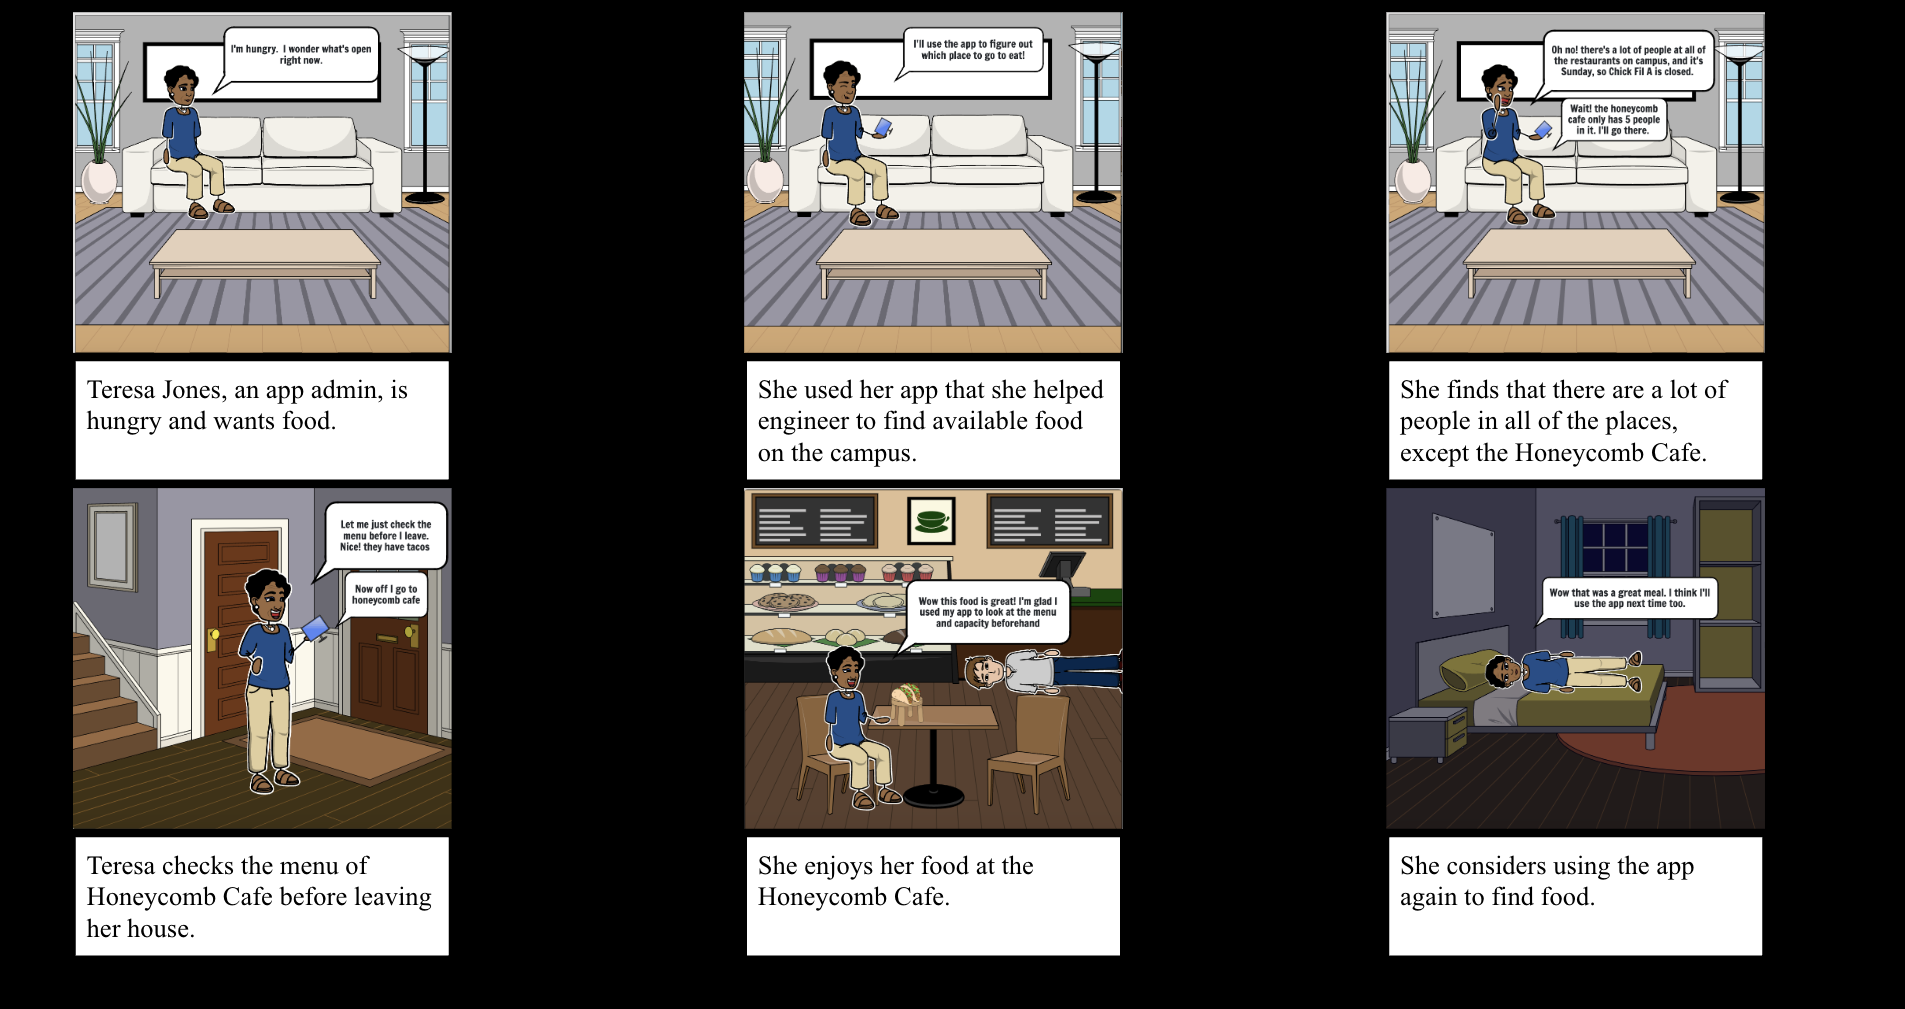 I'm hungry.  I wonder what's open
right now.
Teresa Jones, an app admin, is
hungry and wants food.
I'll use the app to figure out
which place to go to eat!
She used her app that she helped
engineer to find available food
on the campus.
Oh no! there's a lot of people at all of
the restaurants on campus, and it's
Sunday, so Chick Fil A is closed.
Wait! the honeycomb
cafe only has 5 people
in it. I'll go there.
She finds that there are a lot of
people in all of the places,
except the Honeycomb Cafe.
Let me just check the
menu before I leave.
Nice! they have tacos
Now off I go to
honeycomb cafe
Teresa checks the menu of
Honeycomb Cafe before leaving
her house.
Wow this food is great! I'm glad I
used my app to look at the menu
and capacity beforehand
She enjoys her food at the
Honeycomb Cafe.
Wow that was a great meal. I think I'll
use the app next time too.
She considers using the app
again to find food.